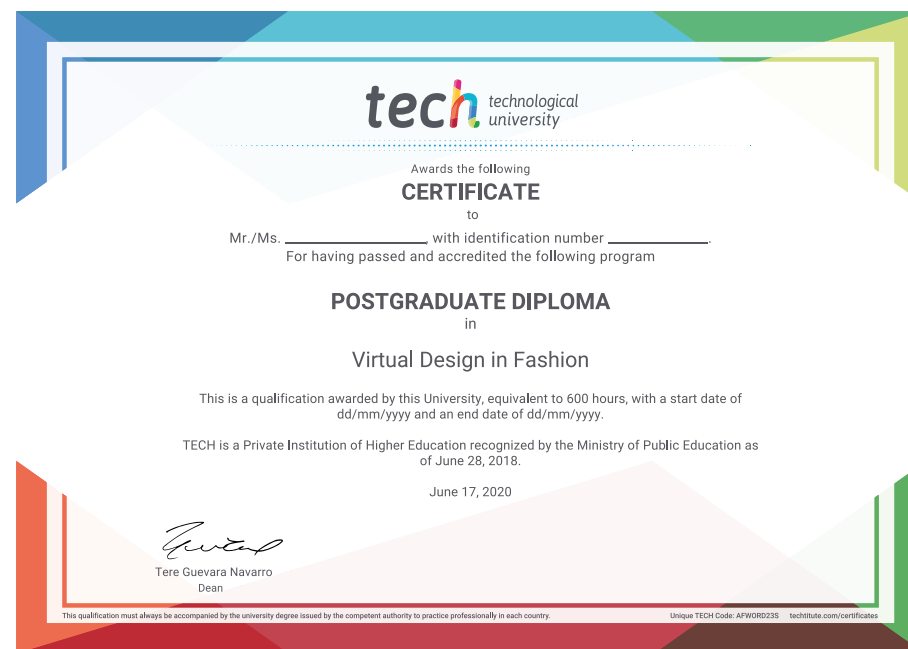 tech technological
university
Awards the following
CERTIFICATE
to
Mr./Ms. ____________________, with identification number ______________.
For having passed and accredited the following program
POSTGRADUATE DIPLOMA
in
Virtual Design in Fashion
This is a qualification awarded by this University, equivalent to 600 hours, with a start date of
dd/mm/yyyy and an end date of dd/mm/yyyy.
TECH is a Private Institution of Higher Education recognized by the Ministry of Public Education as
of June 28, 2018.
June 17, 2020
Tere Guevara Navarro
Dean
This qualification must always be accompanied by the university degree issued by the competent authority to practice professionally in each country. Unique TECH Code: AFWORD23S techtitute.com/certificates